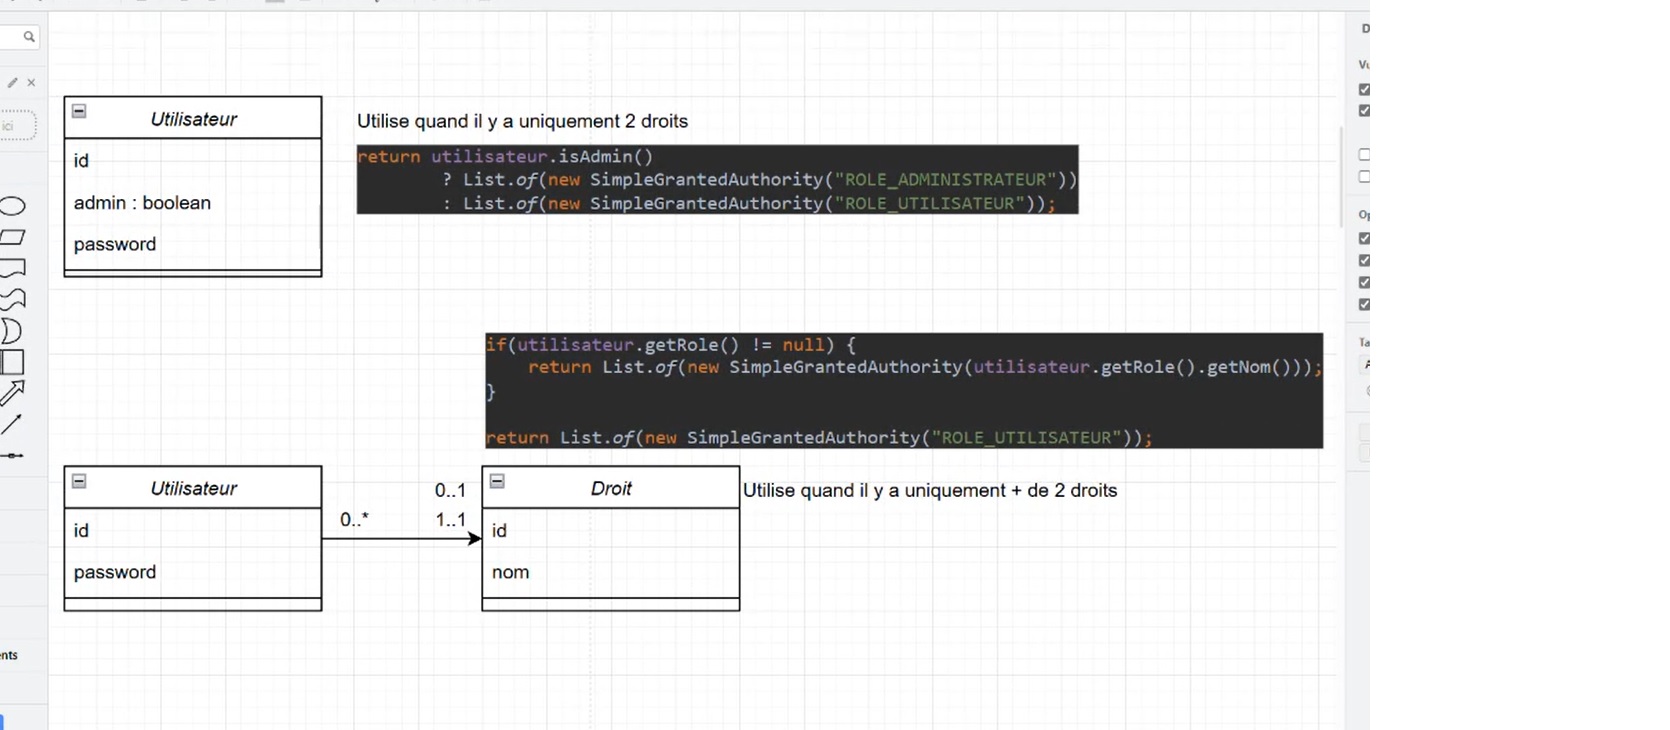 ici
Utilisateur
id
admin : boolean
password
Utilise quand il y a uniquement 2 droits
return utilisateur.isAdmin()
? List.of(new SimpleGrantedAuthority("ROLE_ADMINISTRATEUR"))
: List.of(new SimpleGrantedAuthority("ROLE_UTILISATEUR"));
if(utilisateur.getRole() != null) {
return List.of(new SimpleGrantedAuthority(utilisateur.getRole().getNom()));
}
return List.of(new SimpleGrantedAuthority("ROLE_UTILISATEUR"));
Utilisateur
id
password
0..*
0..1
1..1
Droit
id
nom
Utilise quand il y a uniquement + de 2 droits